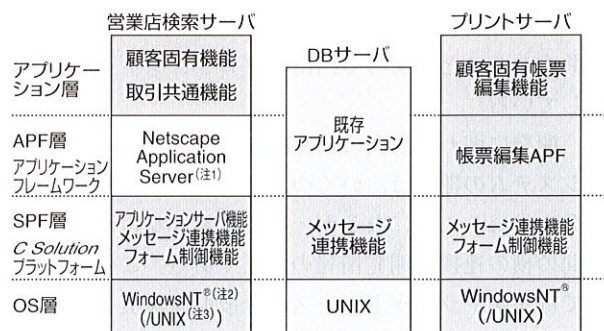 営業店検索サーバ
DBサーバ
プリントサーバ
アプリケー
ション層
顧客固有機能
取引共通機能
顧客固有帳票
編集機能
APF層
アプリケーション
フレームワーク
Netscape
Application
Server(注1)
既存
アプリケーション
帳票編集APF
SPF層
C Solution
プラットフォーム
アプリケーションサーバ機能
メッセージ連携機能
フォーム制御機能
メッセージ
連携機能
メッセージ連携機能
フォーム制御機能
OS層
WindowsNT®(注2)
(/UNIX(注3))
UNIX
WindowsNT®
(/UNIX)